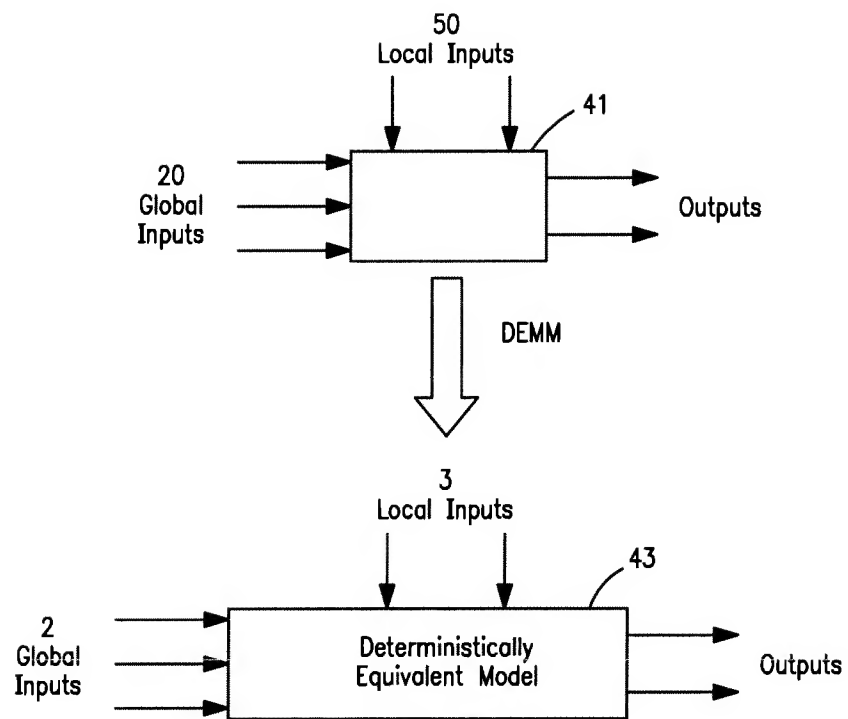 50
Local Inputs
41
20
Global
Inputs
Outputs
DEMM
3
Local Inputs
43
2
Global
Inputs
Deterministically
Equivalent Model
Outputs